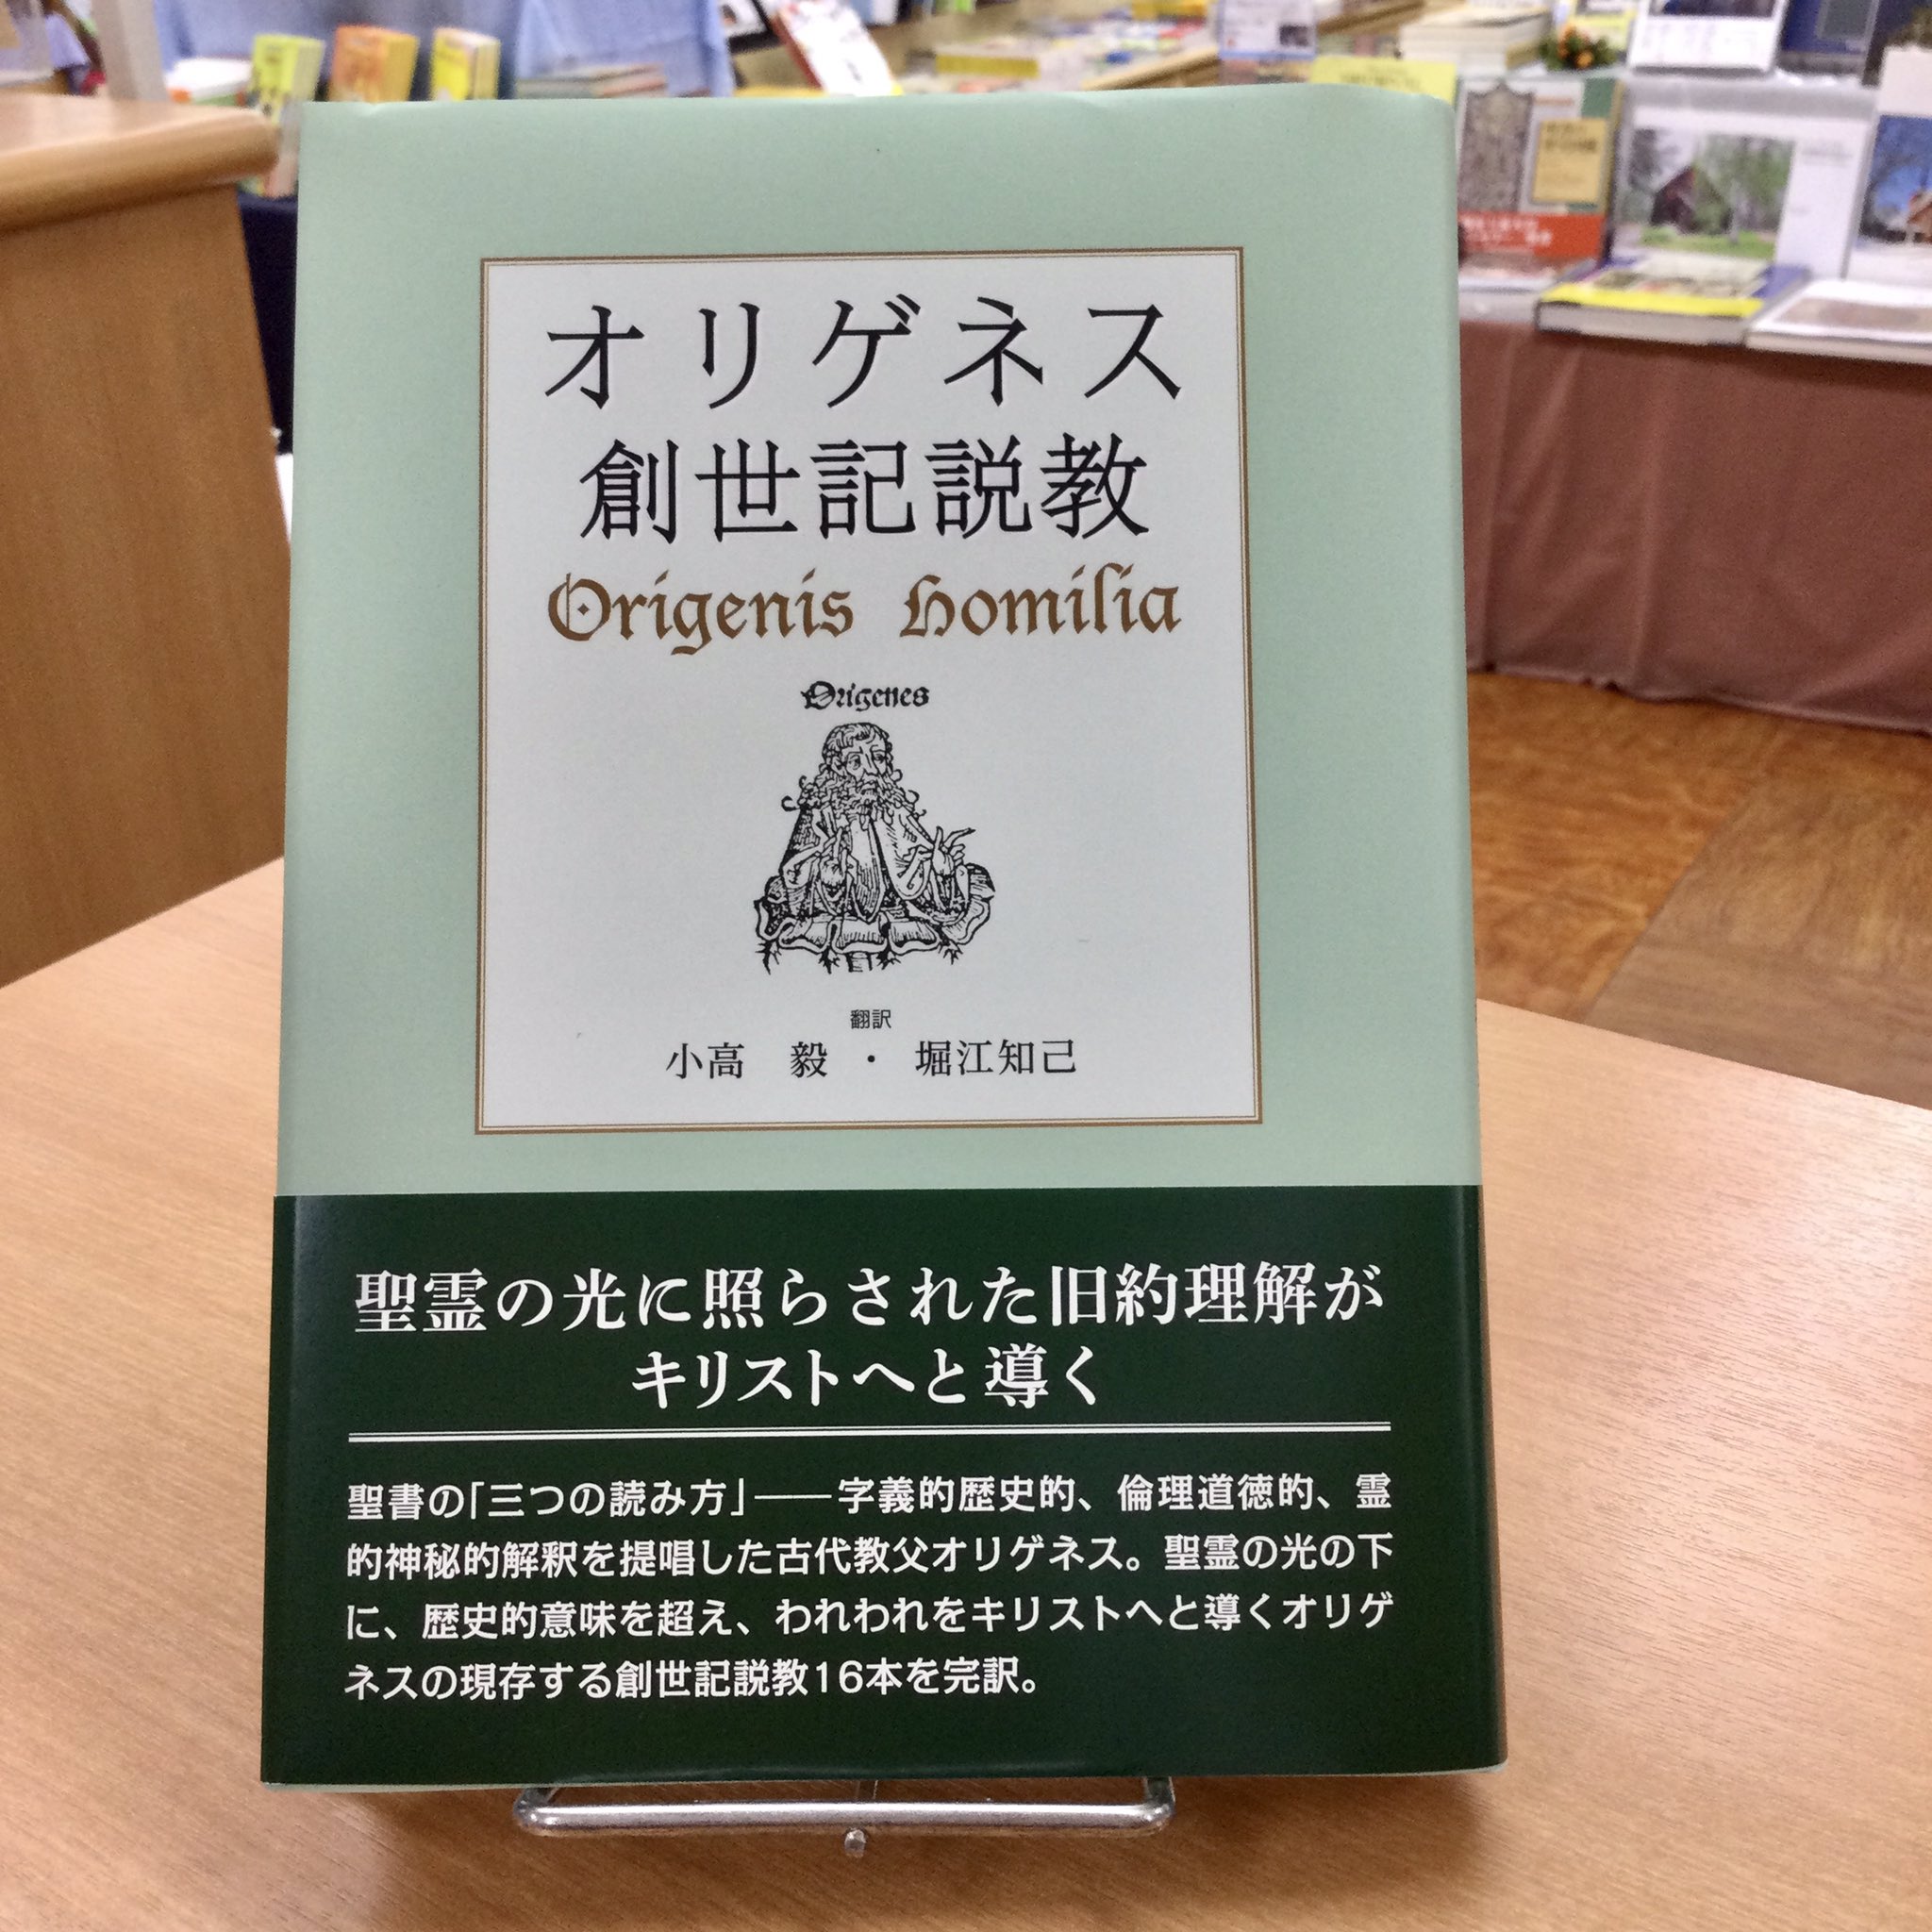 オリゲネス
創世記説教
Origenis Homilia
Origenes
翻訳
小高 毅・堀江知己
聖霊の光に照らされた旧約理解が
キリストへと導く
聖書の「三つの読み方」──字義的歴史的、倫理道徳的、霊
的神秘的解釈を提唱した古代教父オリゲネス。聖霊の光の下
に、歴史的意味を超え、われわれをキリストへと導くオリゲ
ネスの現存する創世記説教16本を完訳。